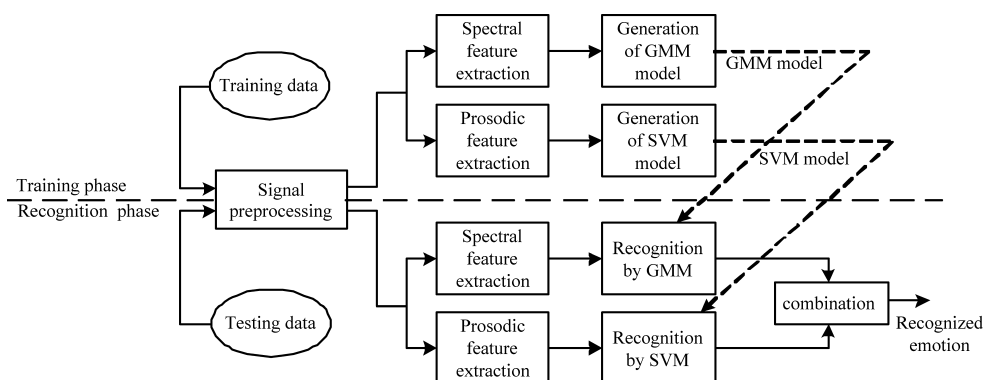 Spectral
feature
extraction
Generation
of GMM
model
GMM model
Training data
Prosodic
feature
extraction
Generation
of SVM
model
SVM model
Training phase
Signal
preprocessing
Recognition phase
Spectral
feature
extraction
Recognition
by GMM
combination
Testing data
Prosodic
feature
extraction
Recognition
by SVM
Recognized
emotion